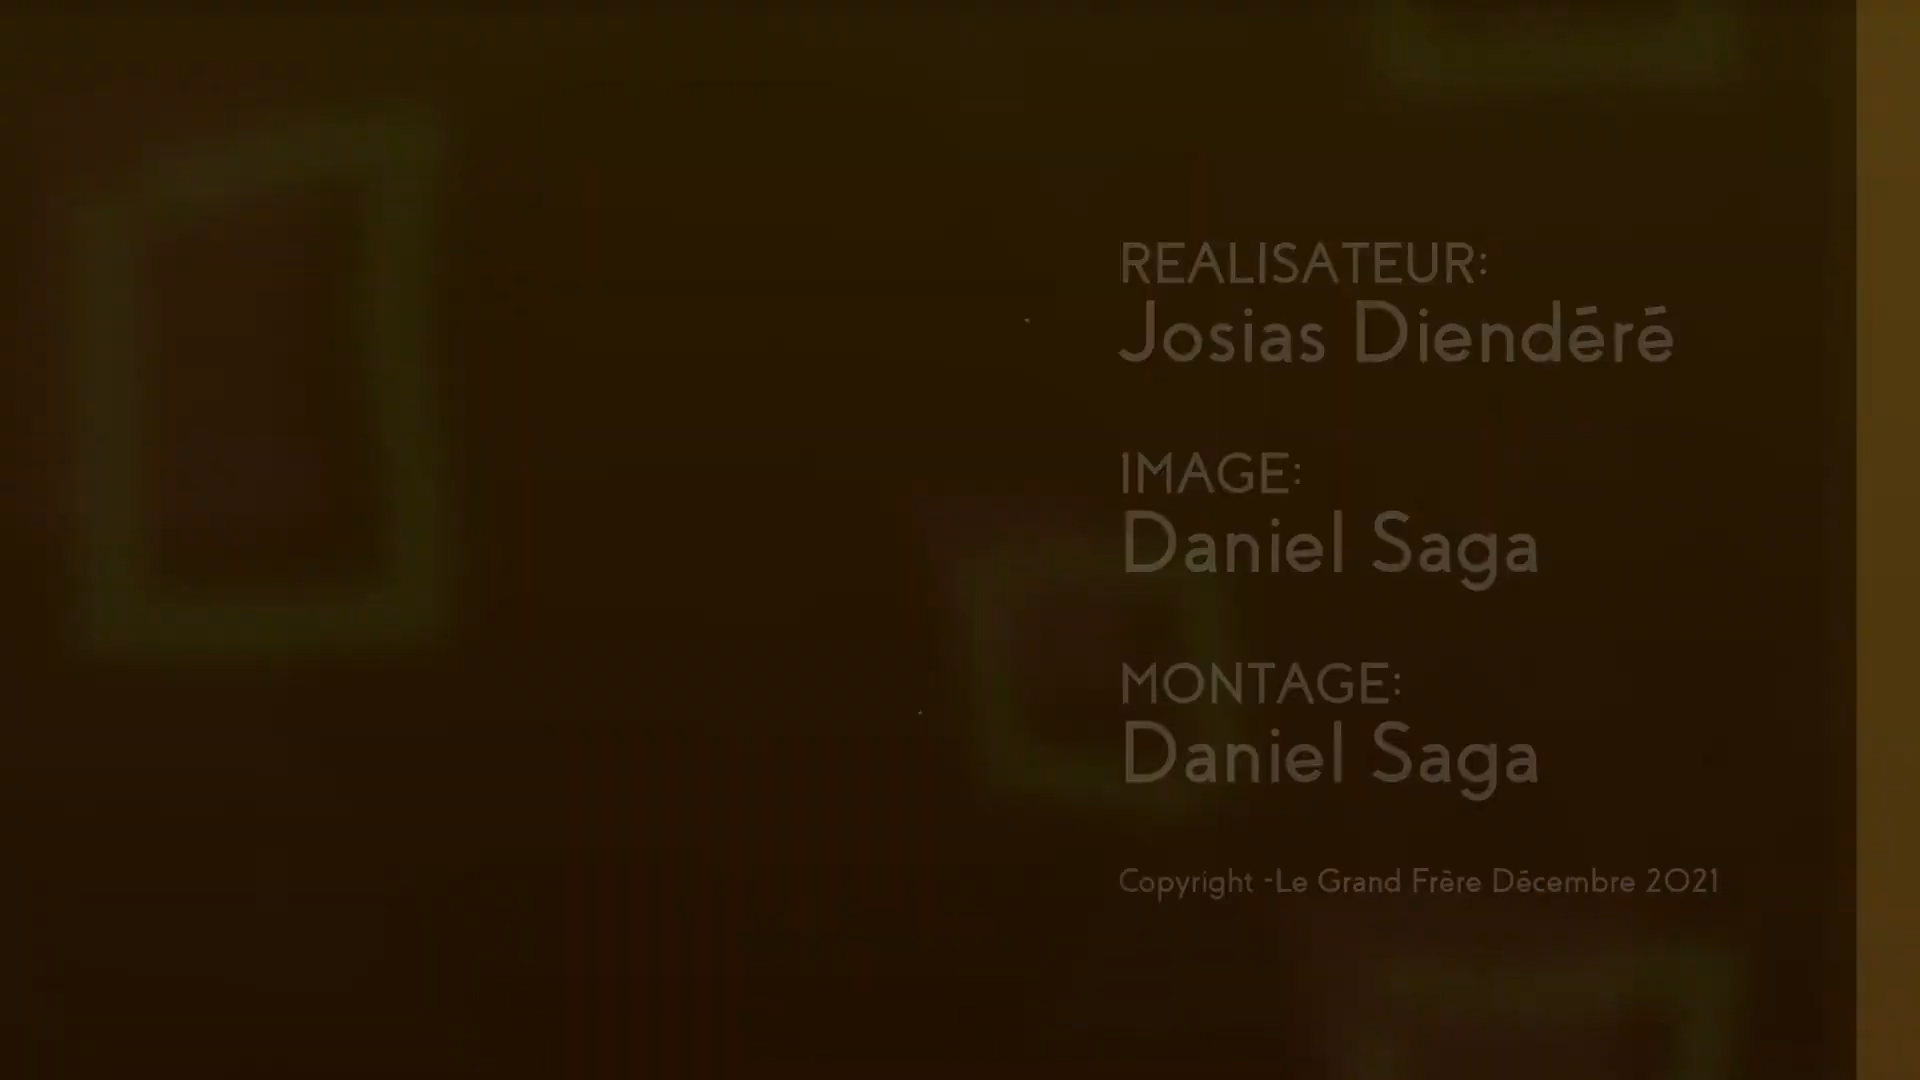 REALISATEUR:
Josias Diendéré
IMAGE:
Daniel Saga
MONTAGE:
Daniel Saga
Copyright -Le Grand Frère Décembre 2021